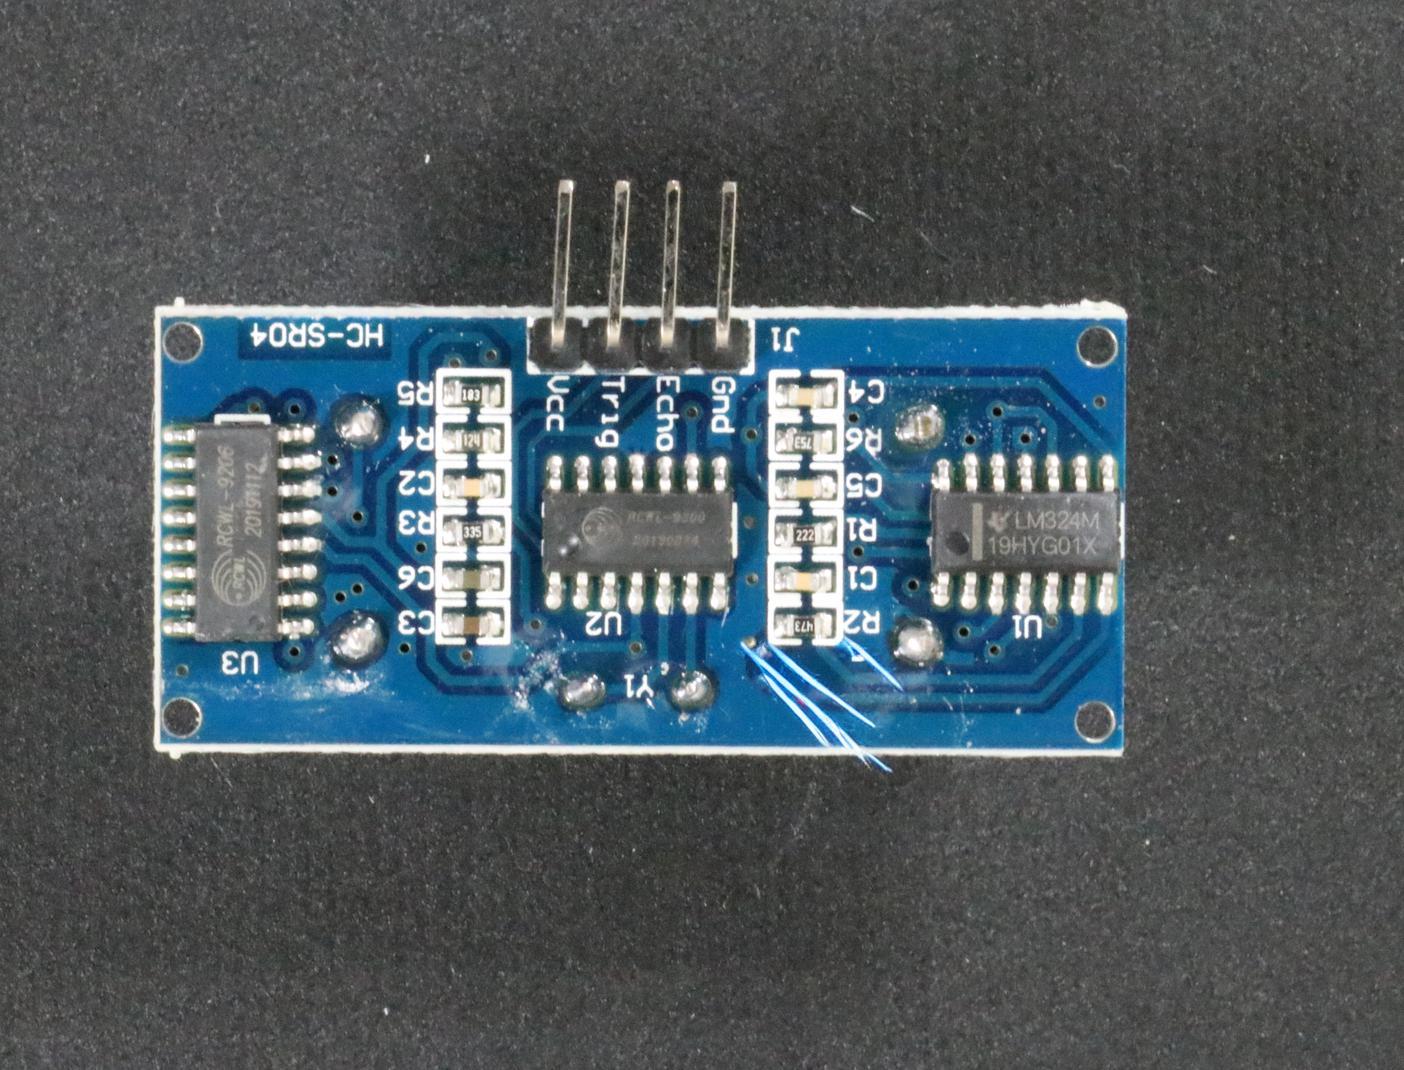 HC-SR04
J1
Vcc
Trig
Echo
Gnd
R5
103
R4
124
C2
R3
335
C6
C3
C4
R6
753
C5
R1
222
C1
R2
473
RCWL-9206
20197112
RCWL
U3
U2
LM324M
19HYG01X
U1
Y1